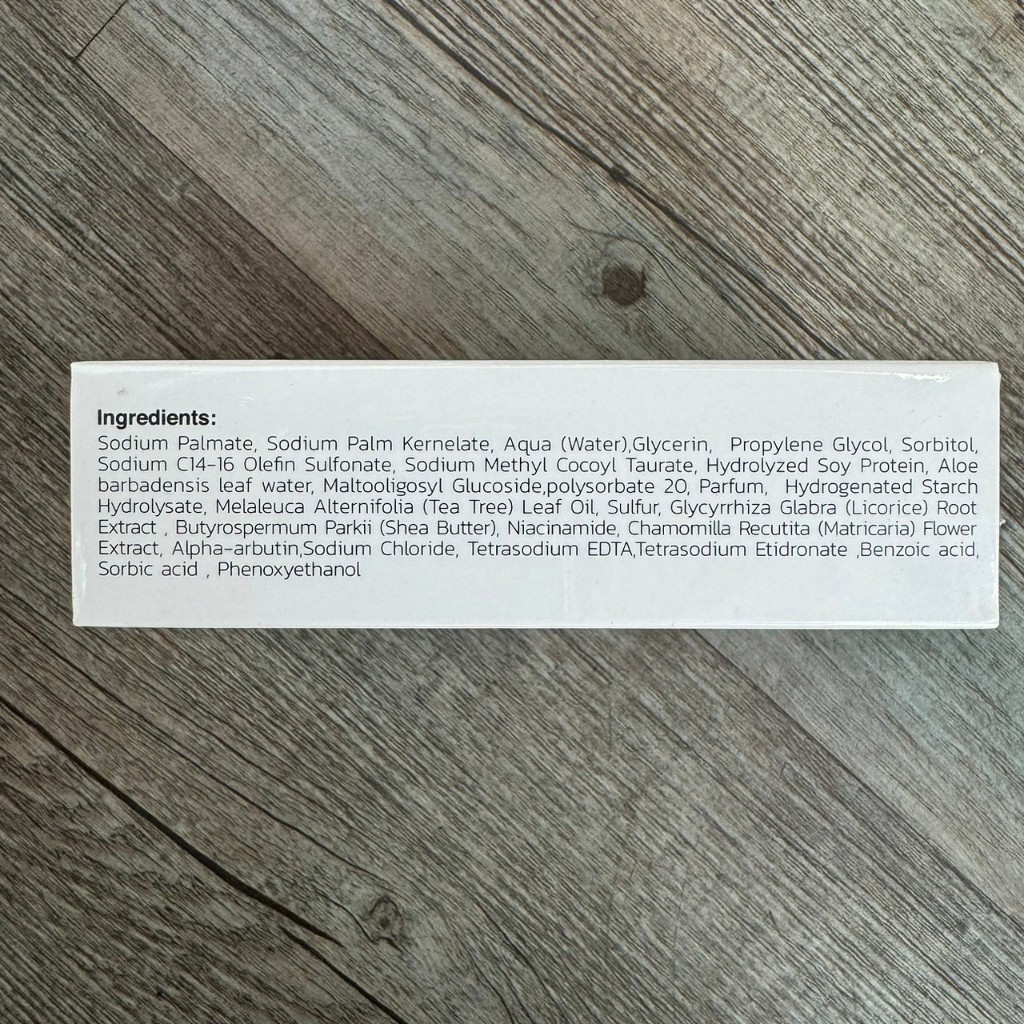 Ingredients:
Sodium Palmate, Sodium Palm Kernelate, Aqua (Water),Glycerin, Propylene Glycol, Sorbitol,
Sodium C14-16 Olefin Sulfonate, Sodium Methyl Cocoyl Taurate, Hydrolyzed Soy Protein, Aloe
barbadensis leaf water, Maltooligosyl Glucoside,polysorbate 20, Parfum, Hydrogenated Starch
Hydrolysate, Melaleuca Alternifolia (Tea Tree) Leaf Oil, Sulfur, Glycyrrhiza Glabra (Licorice) Root
Extract , Butyrospermum Parkii (Shea Butter), Niacinamide, Chamomilla Recutita (Matricaria) Flower
Extract, Alpha-arbutin,Sodium Chloride, Tetrasodium EDTA,Tetrasodium Etidronate ,Benzoic acid,
Sorbic acid , Phenoxyethanol